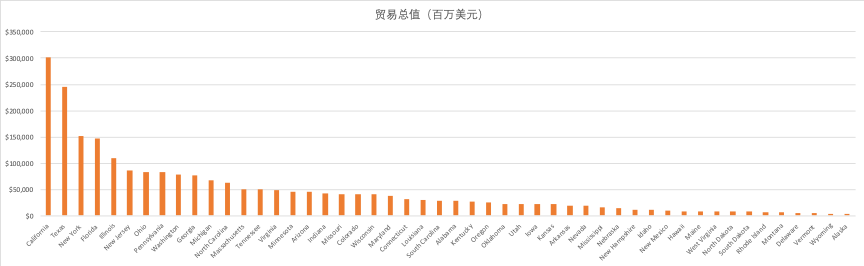 贸易总值（百万美元）
$350,000
$300,000
$250,000
$200,000
$150,000
$100,000
$50,000
$0
California
Texas
New York
Florida
Illinois
New Jersey
Ohio
Pennsylvania
Washington
Georgia
Michigan
North Carolina
Massachusetts
Tennessee
Virginia
Minnesota
Arizona
Indiana
Missouri
Colorado
Wisconsin
Maryland
Connecticut
Louisiana
South Carolina
Alabama
Kentucky
Oregon
Oklahoma
Utah
Iowa
Kansas
Arkansas
Nevada
Mississippi
Nebraska
New Hampshire
Idaho
New Mexico
Hawaii
Maine
West Virginia
North Dakota
South Dakota
Rhode Island
Montana
Delaware
Vermont
Wyoming
Alaska